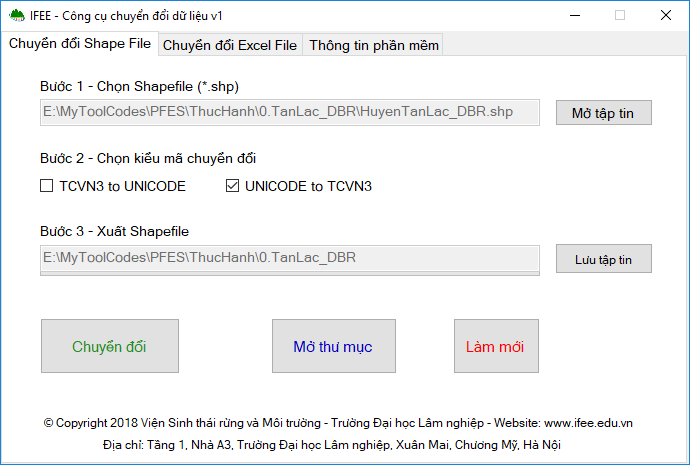 IFEE - Công cụ chuyển đổi dữ liệu v1
Chuyển đổi Shape File Chuyển đổi Excel File Thông tin phần mềm
Bước 1 - Chọn Shapefile (*.shp)
E:\MyToolCodes\PFES\ThucHanh\0.TanLac_DBR\HuyenTanLac_DBR.shp Mở tập tin
Bước 2 - Chọn kiểu mã chuyển đổi
TCVN3 to UNICODE UNICODE to TCVN3
Bước 3 - Xuất Shapefile
E:\MyToolCodes\PFES\ThucHanh\0.TanLac_DBR Lưu tập tin
Chuyển đổi Mở thư mục Làm mới
© Copyright 2018 Viện Sinh thái rừng và Môi trường - Trường Đại học Lâm nghiệp - Website: www.ifee.edu.vn
Địa chỉ: Tầng 1, Nhà A3, Trường Đại học Lâm nghiệp, Xuân Mai, Chương Mỹ, Hà Nội